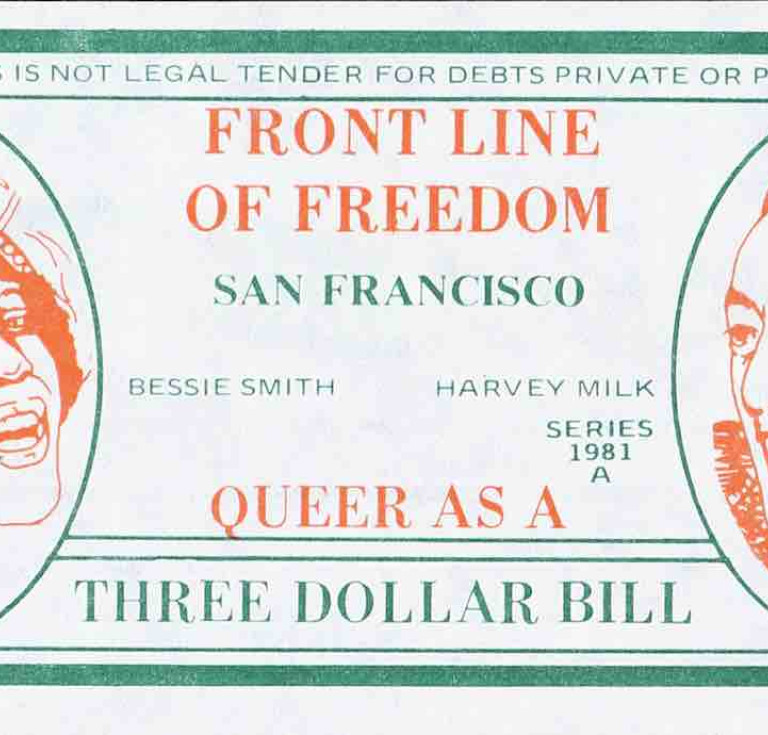 IS NOT LEGAL TENDER FOR DEBTS PRIVATE OR
FRONT LINE
OF FREEDOM
SAN FRANCISCO
BESSIE SMITH HARVEY MILK
SERIES
1981
A
QUEER AS A
THREE DOLLAR BILL